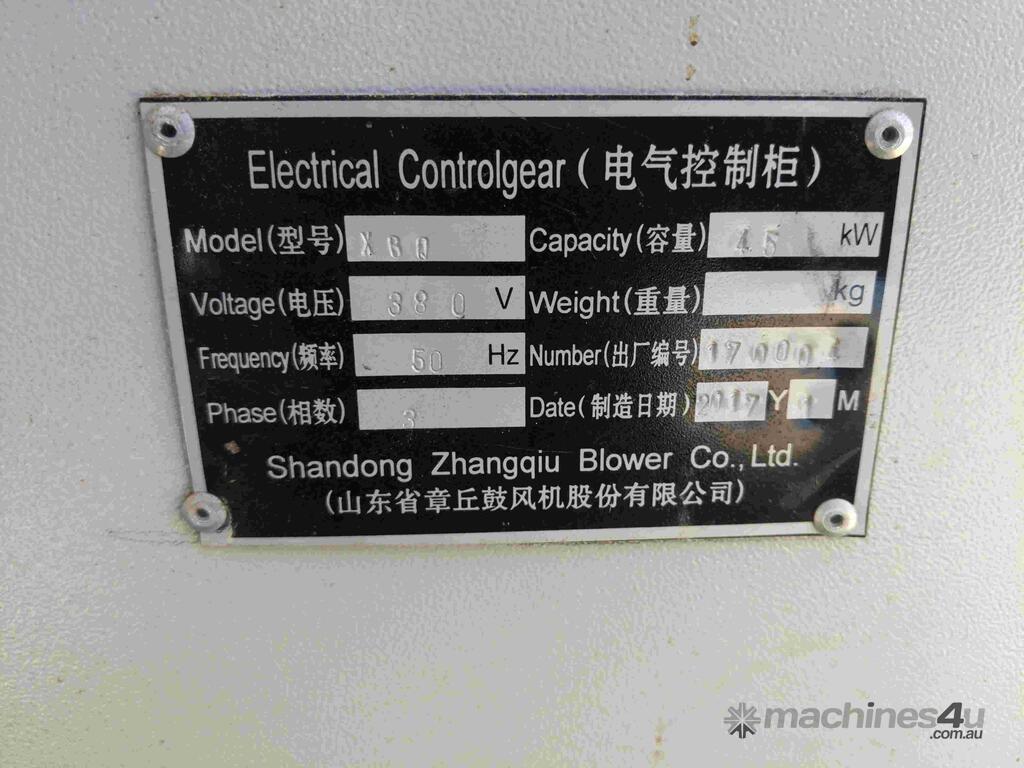 Electrical Controlgear (电气控制柜)
Model(型号) XBQ Capacity(容量) 45 kW
Voltage(电压) 380 V Weight(重量) kg
Frequency(频率) 50 Hz Number(出厂编号) 170004
Phase(相数) 3 Date(制造日期) 2017 Y 1 M
Shandong Zhangqiu Blower Co., Ltd.
(山东省章丘鼓风机股份有限公司)
machines4u
.com.au